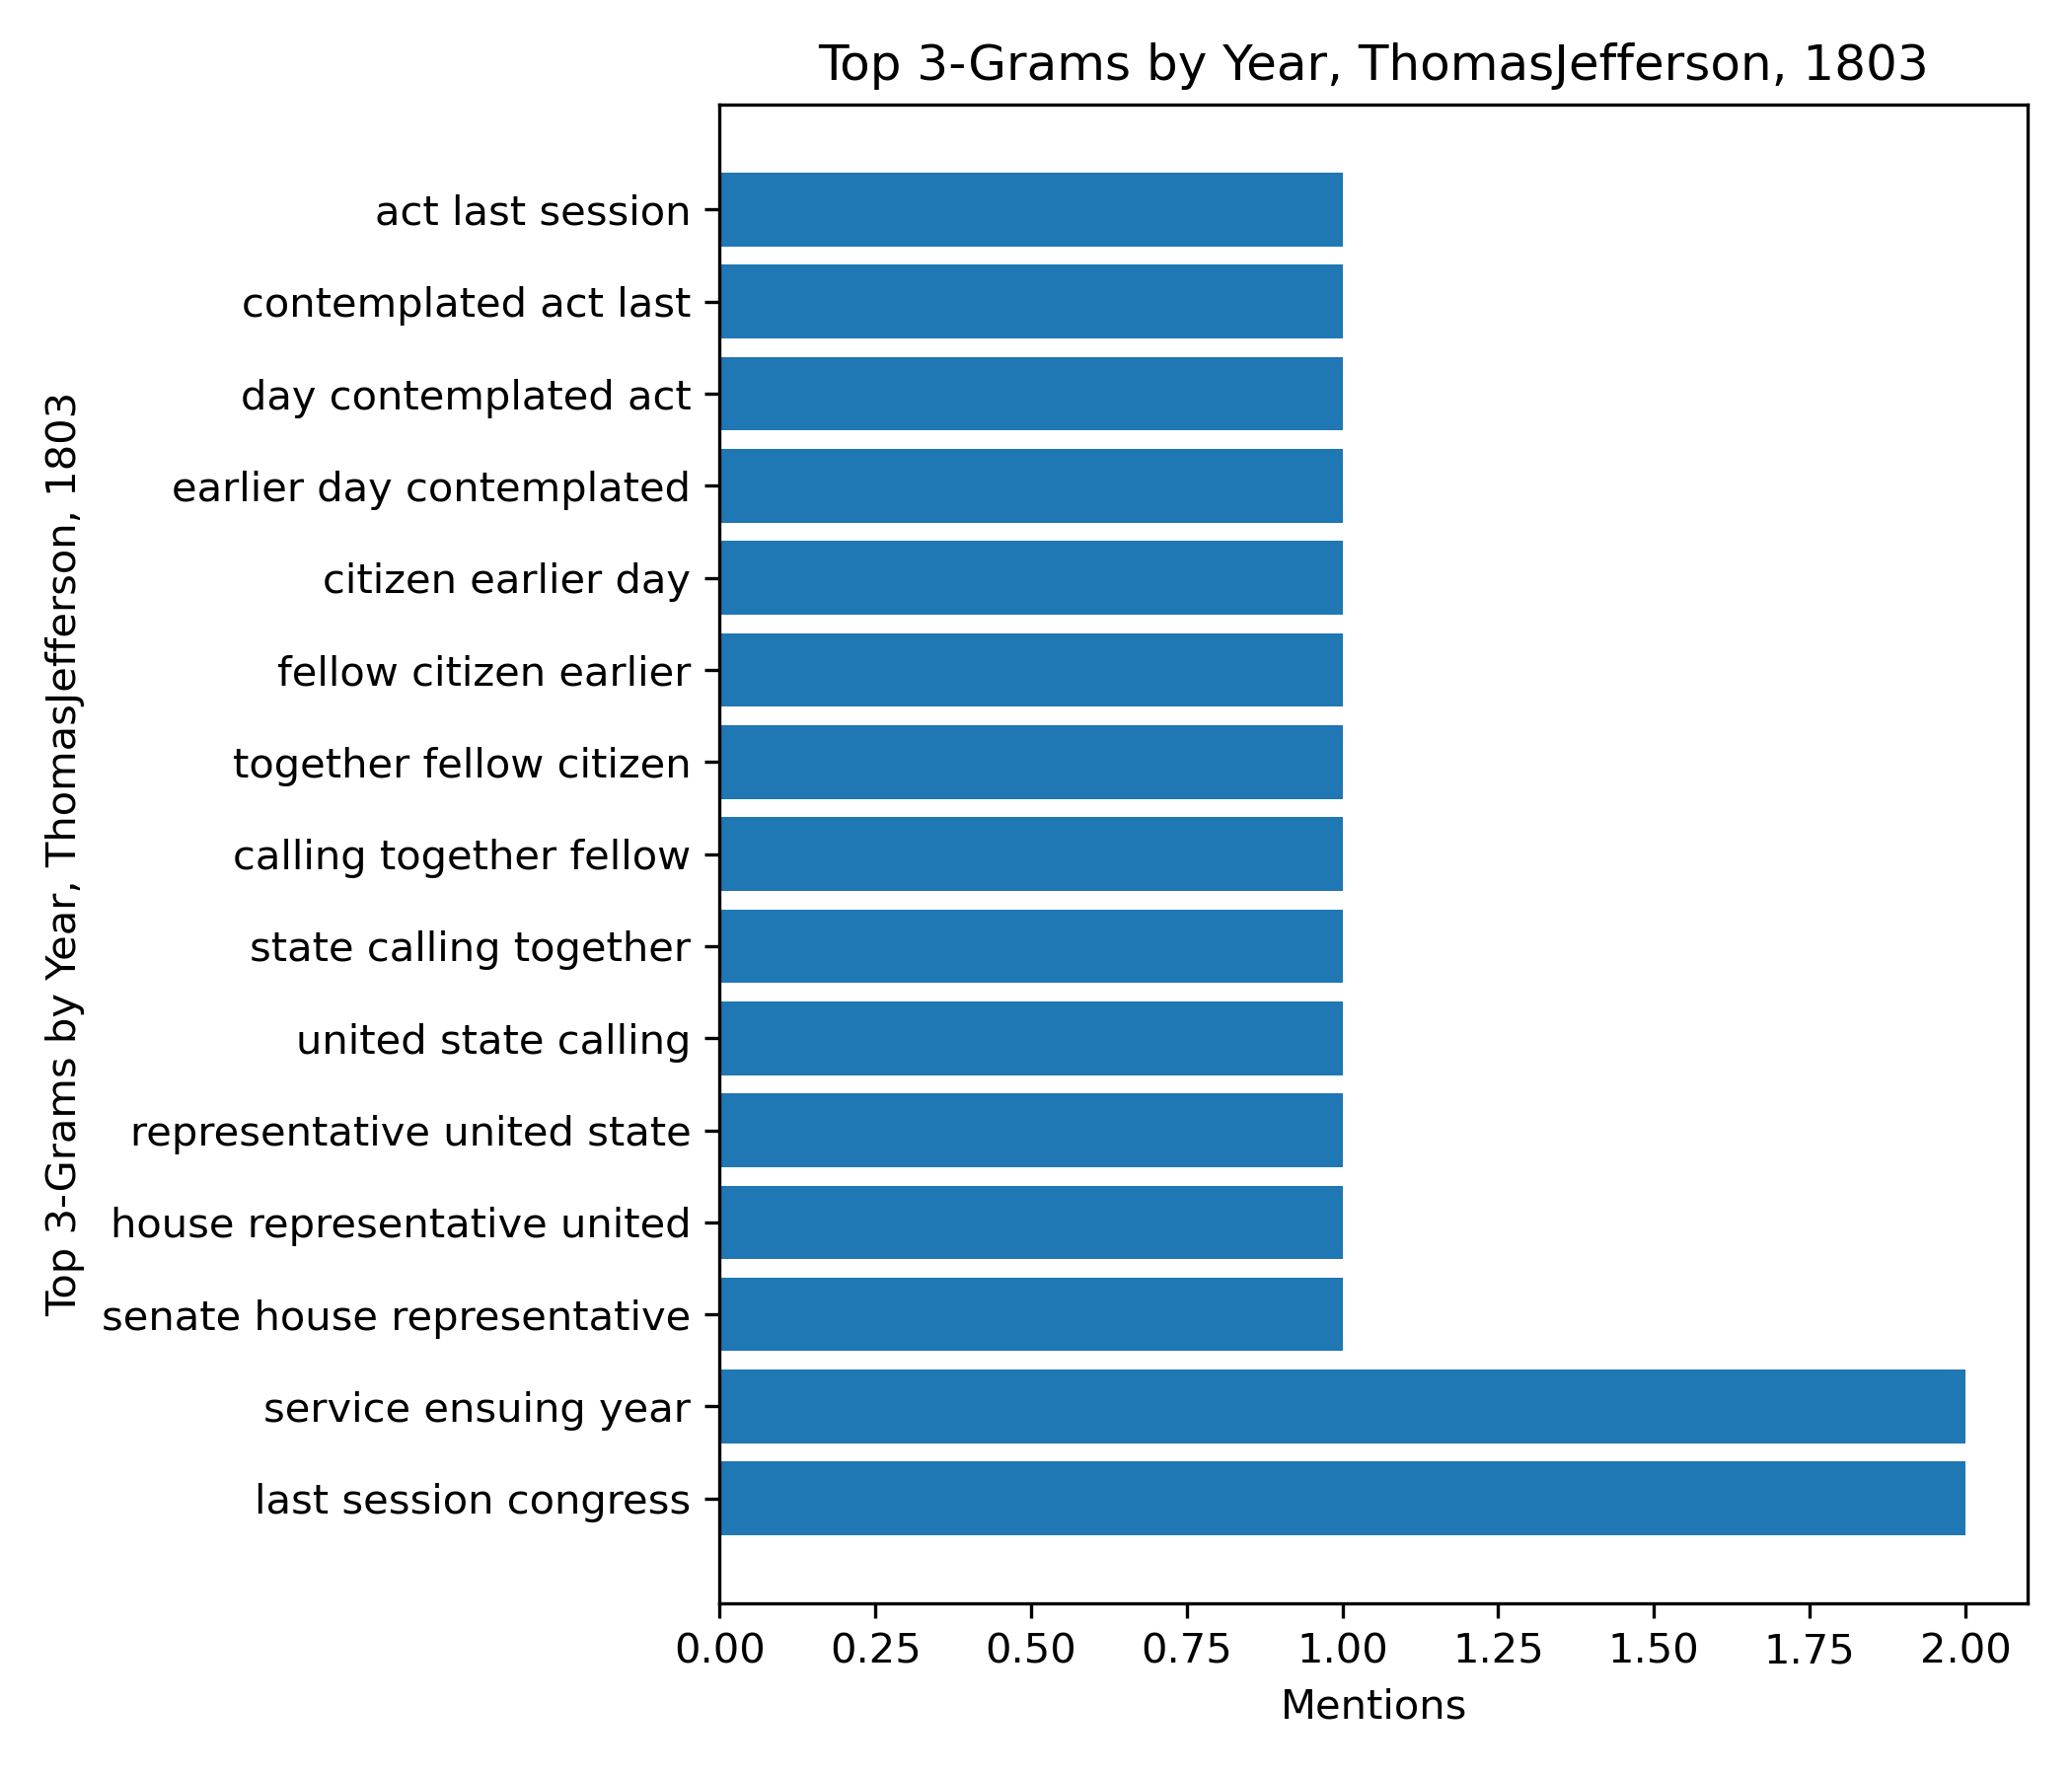 Top 3-Grams by Year, ThomasJefferson, 1803
Top 3-Grams by Year, ThomasJefferson, 1803
act last session
contemplated act last
day contemplated act
earlier day contemplated
citizen earlier day
fellow citizen earlier
together fellow citizen
calling together fellow
state calling together
united state calling
representative united state
house representative united
senate house representative
service ensuing year
last session congress
0.00 0.25 0.50 0.75 1.00 1.25 1.50 1.75 2.00
Mentions